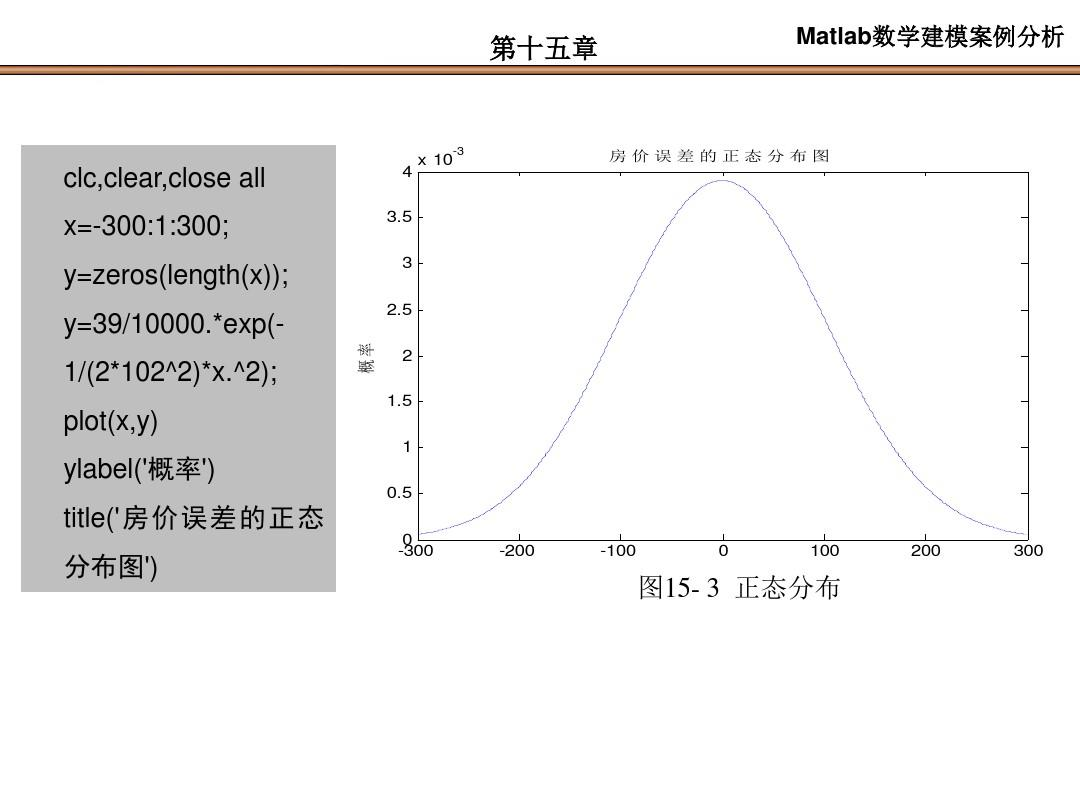 第十五章
Matlab数学建模案例分析
clc,clear,close all
x=-300:1:300;
y=zeros(length(x));
y=39/10000.*exp(-
1/(2*102^2)*x.^2);
plot(x,y)
ylabel('概率')
title('房价误差的正态
分布图')
x 10-3
房价误差的正态分布图
4
3.5
3
2.5
2
1.5
1
0.5
0
概率
-300 -200 -100 0 100 200 300
图15- 3 正态分布